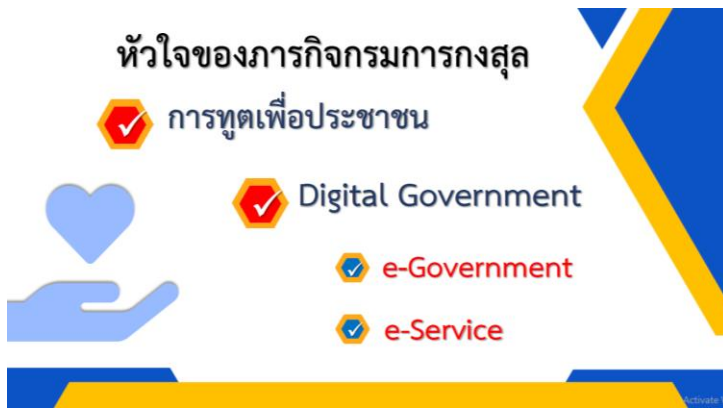 หัวใจของภารกิจกรมการกงสุล
การทูตเพื่อประชาชน
Digital Government
e-Government
e-Service
Activate